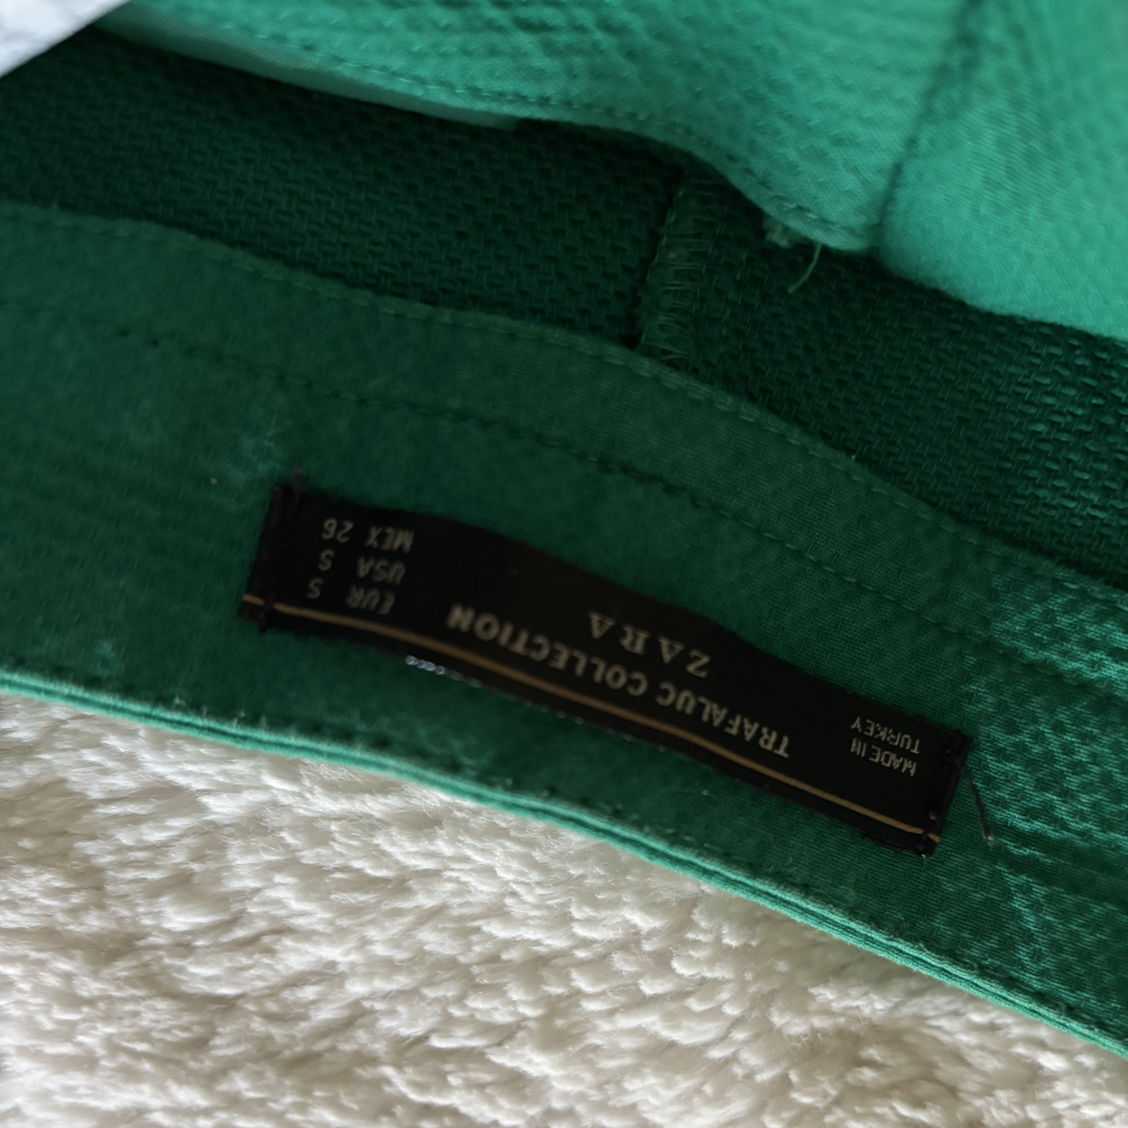 MADE IN
TURKEY
TRAFALUC COLLECTION
ZARA
EUR S
USA S
MEX 26